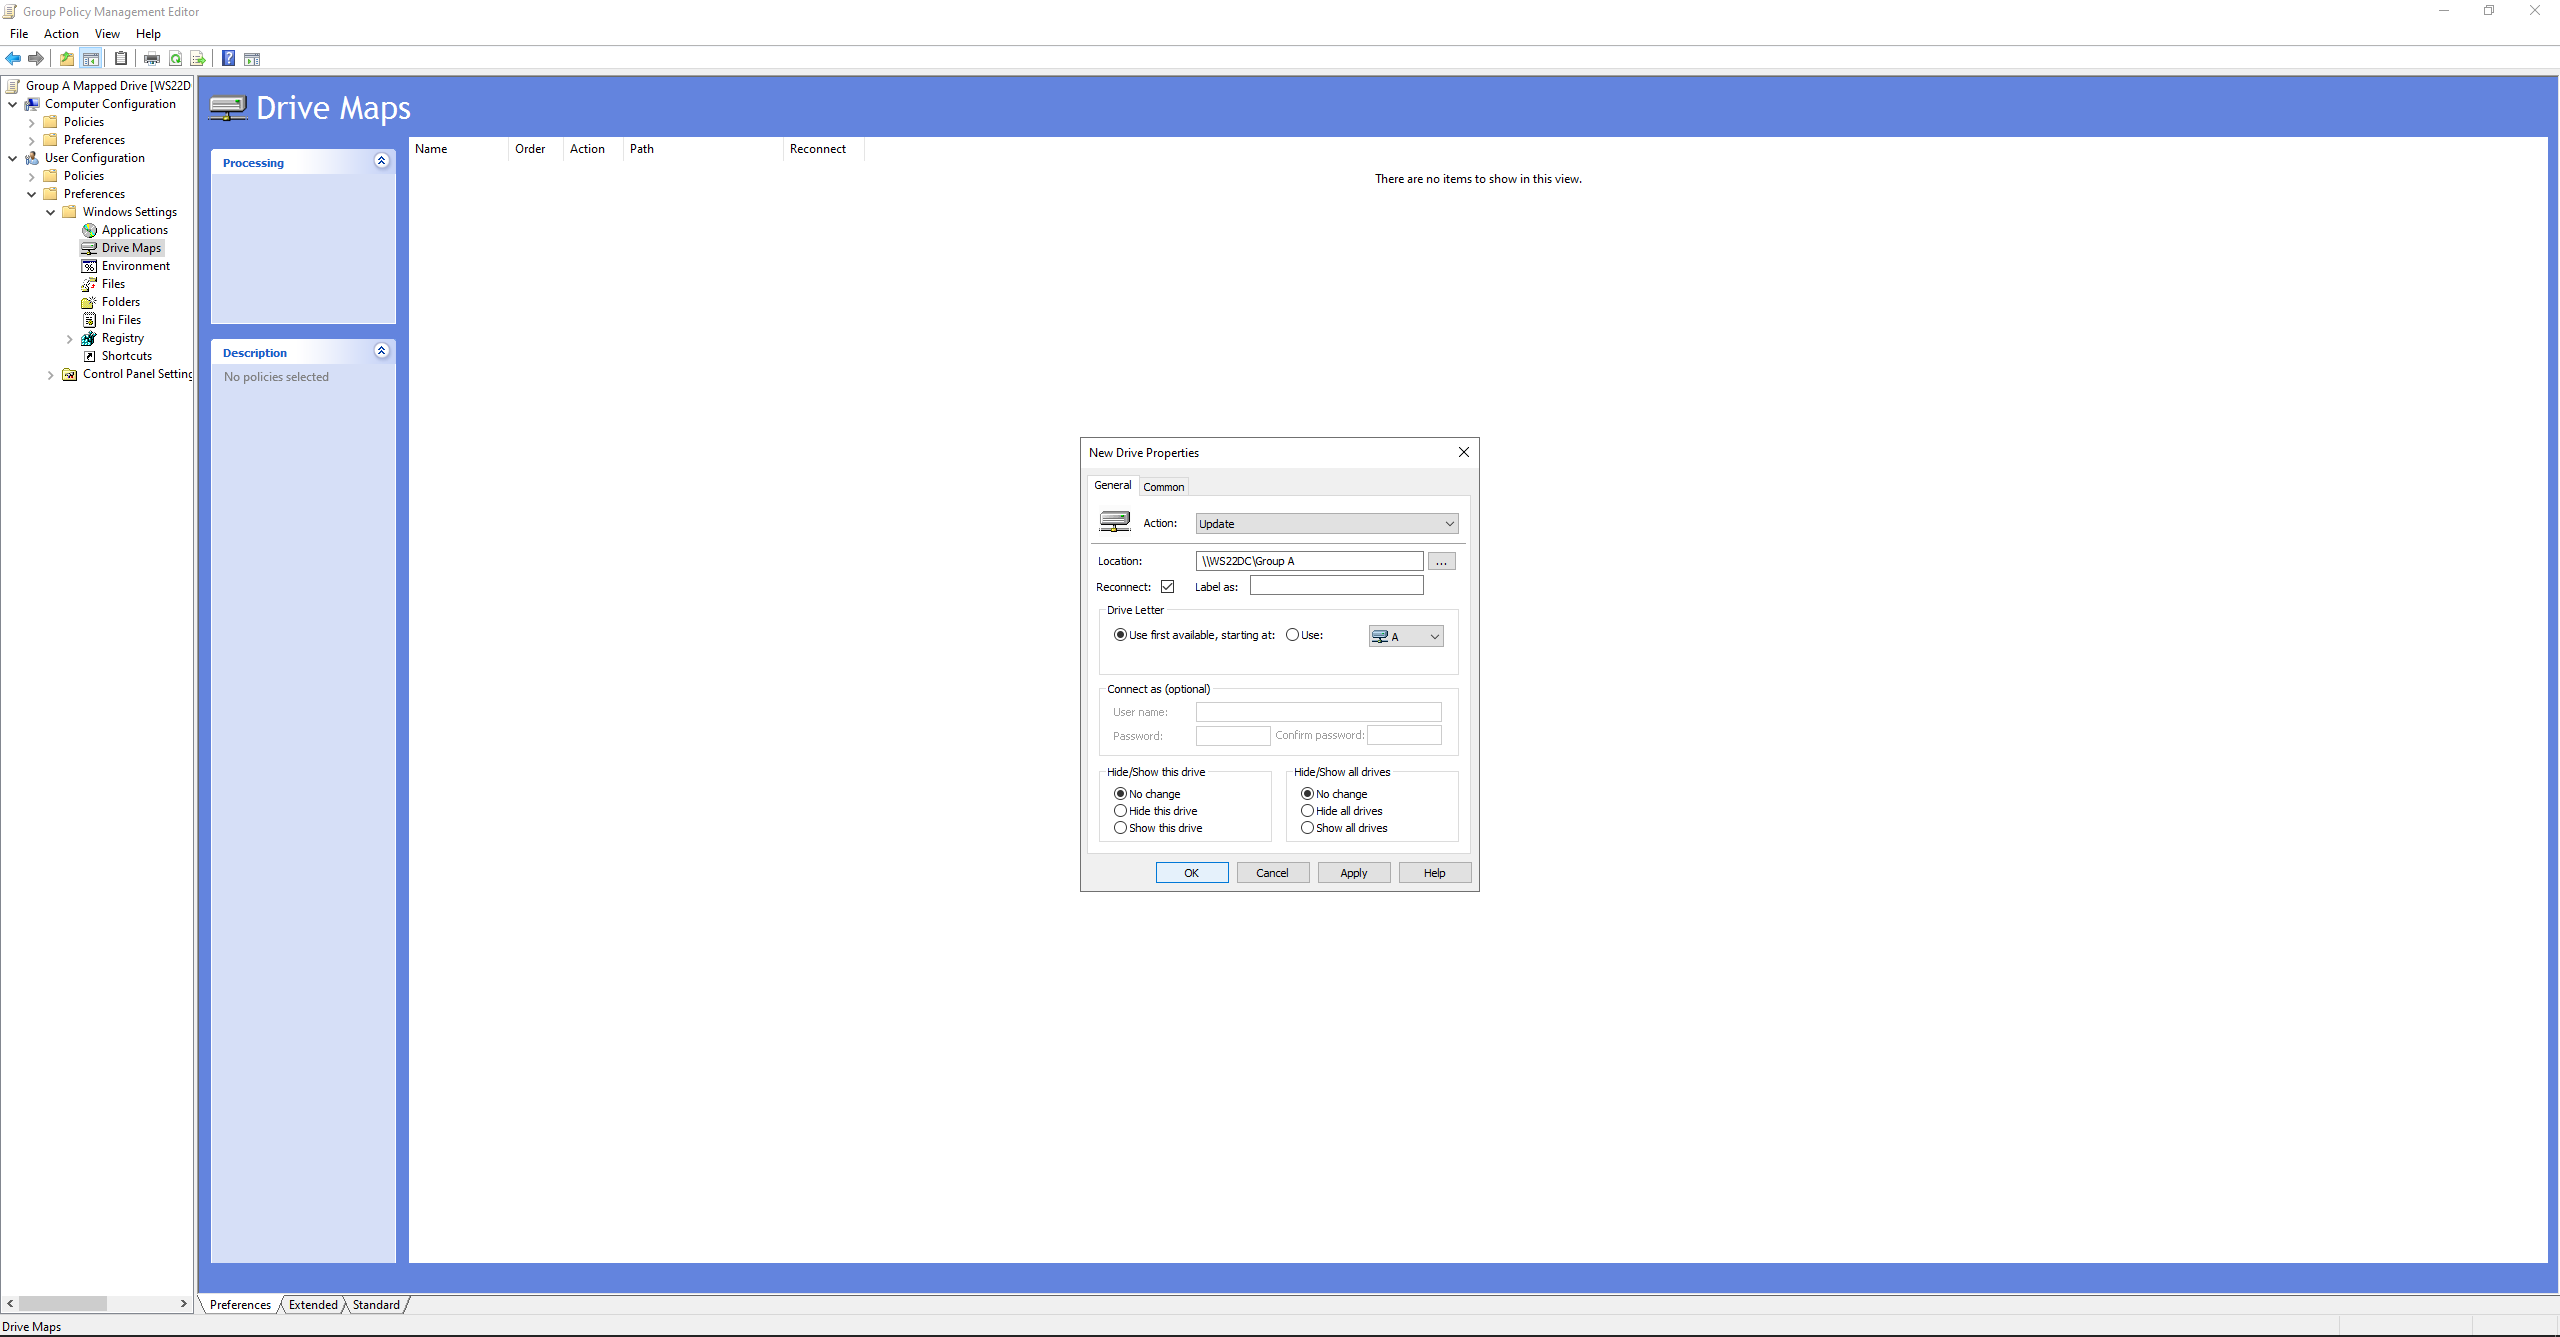 Group Policy Management Editor
File Action View Help
Group A Mapped Drive [WS22D
Computer Configuration
Policies
Preferences
User Configuration
Policies
Preferences
Windows Settings
Applications
Drive Maps
Environment
Files
Folders
Ini Files
Registry
Shortcuts
Control Panel Setting
Drive Maps
Processing
Description
No policies selected
Name Order Action Path Reconnect
There are no items to show in this view.
New Drive Properties
General Common
Action: Update
Location: \\WS22DC\Group A ...
Reconnect: Label as:
Drive Letter
Use first available, starting at: Use: A
Connect as (optional)
User name:
Password: Confirm password:
Hide/Show this drive
No change
Hide this drive
Show this drive
Hide/Show all drives
No change
Hide all drives
Show all drives
OK Cancel Apply Help
Preferences Extended Standard
Drive Maps